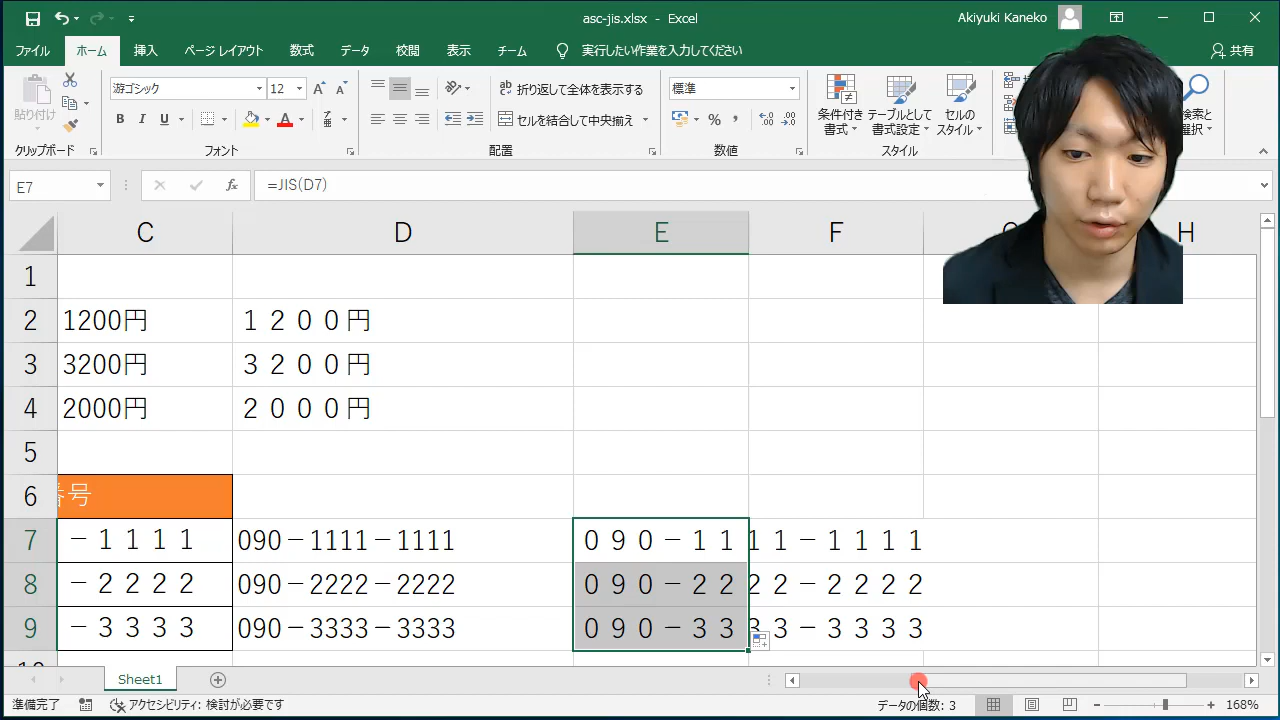 asc-jis.xlsx - Excel
Akiyuki Kaneko
ファイル ホーム 挿入 ページ レイアウト 数式 データ 校閲 表示 チーム 実行したい作業を入力してください 共有
游ゴシック 12 折り返して全体を表示する 標準
貼り付け B I U セルを結合して中央揃え % 条件付き書式 テーブルとして書式設定 セルのスタイル 検索と選択
クリップボード フォント 配置 数値 スタイル
E7 fx =JIS(D7)
C D E F H
1
2 1200円 １２００円
3 3200円 ３２００円
4 2000円 ２０００円
5
6 番号
7 －１１１１ 090－1111－1111 ０９０－１１１１－１１１１
8 －２２２２ 090－2222－2222 ０９０－２２２２－２２２２
9 －３３３３ 090－3333－3333 ０９０－３３３３－３３３３
Sheet1
準備完了 アクセシビリティ: 検討が必要です データの個数: 3 168%